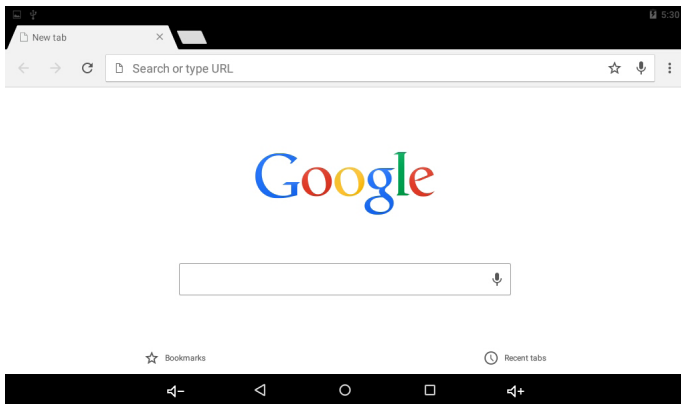 5:30
New tab
Search or type URL
Google
Bookmarks
Recent tabs